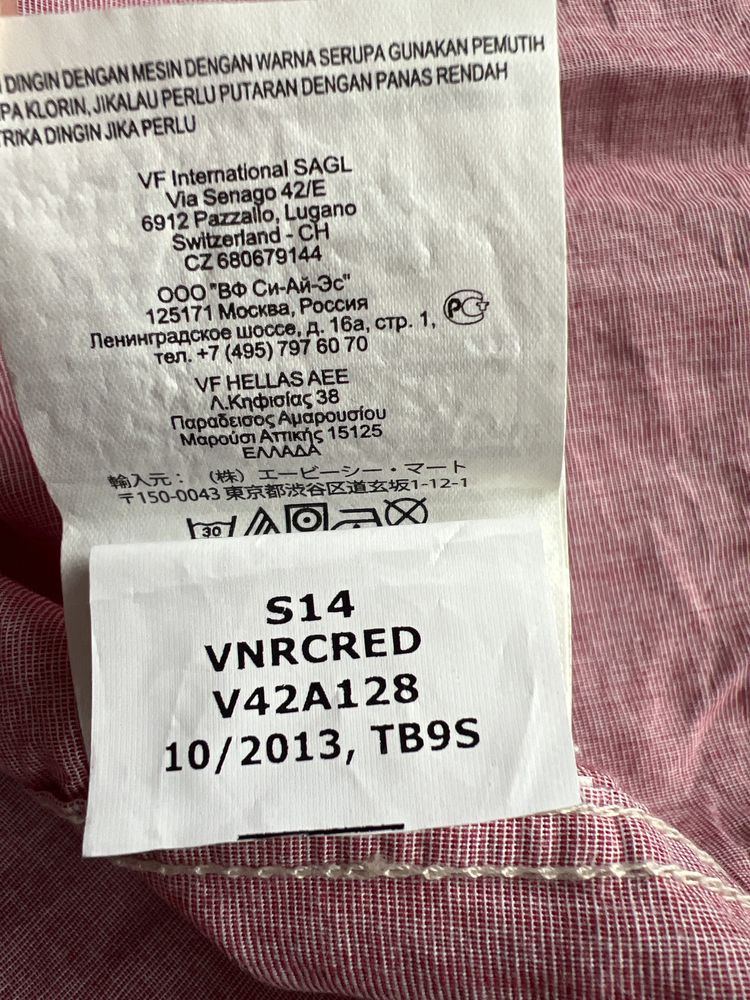 DINGIN DENGAN MESIN DENGAN WARNA SERUPA GUNAKAN PEMUTIH
PA KLORIN, JIKALAU PERLU PUTARAN DENGAN PANAS RENDAH
TRIKA DINGIN JIKA PERLU
VF International SAGL
Via Senago 42/E
6912 Pazzallo, Lugano
Switzerland - CH
CZ 680679144
ООО "ВФ Си-Ай-Эс"
125171 Москва, Россия
Ленинградское шоссе, д. 16а, стр. 1,
тел. +7 (495) 797 60 70
РСТ
VF HELLAS AEE
Λ.Κηφισίας 38
Παραδεισος Αμαρουσίου
Μαρούσι Αττικής 15125
ΕΛΛΑΔΑ
輸入元： （株）エービーシー・マート
〒150-0043 東京都渋谷区道玄坂1-12-1
30
S14
VNRCRED
V42A128
10/2013, TB9S